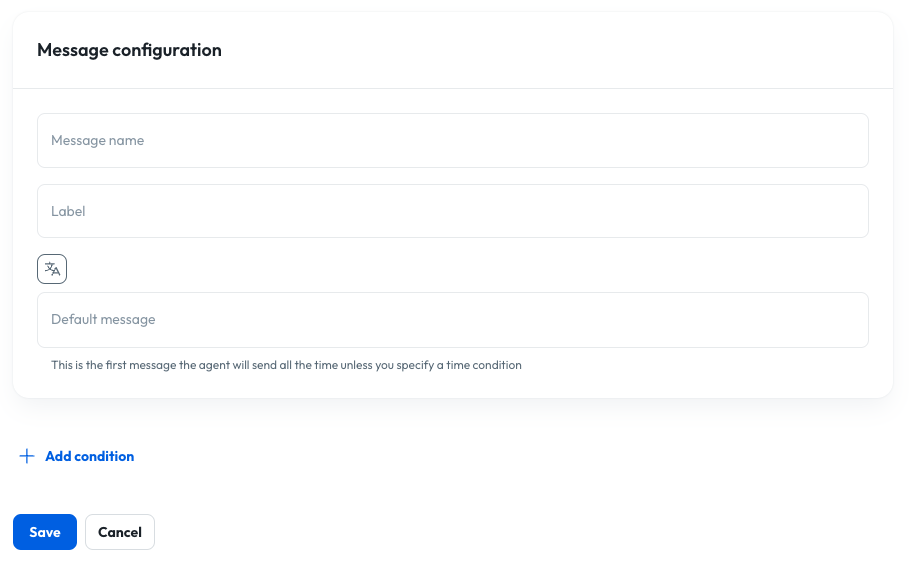 Message configuration
Message name
Label
Default message
This is the first message the agent will send all the time unless you specify a time condition
Add condition
Save Cancel